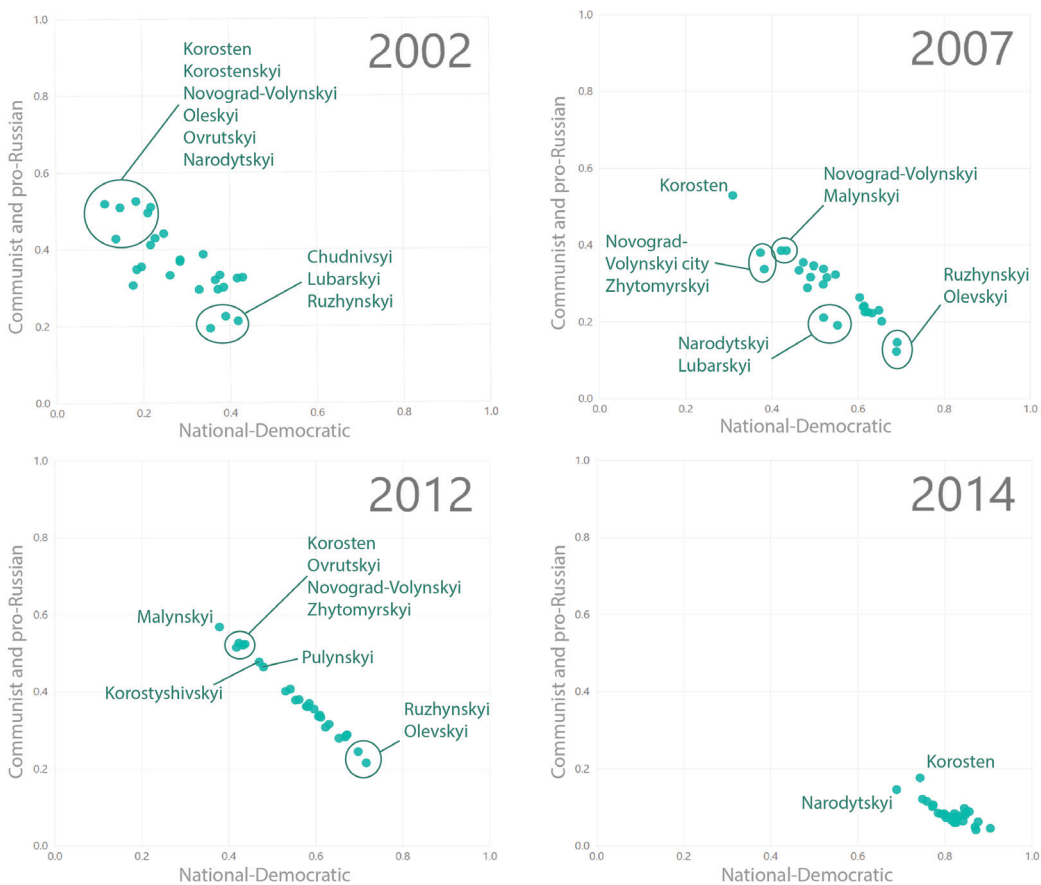 2002
1.0
0.8
0.6
0.4
0.2
0.0
Communist and pro-Russian
Korosten
Korostenskyi
Novograd-Volynskyi
Oleskyi
Ovrutskyi
Narodytskyi
Chudnivsyi
Lubarskyi
Ruzhynskyi
0.0 0.2 0.4 0.6 0.8 1.0
National-Democratic
2007
1.0
0.8
0.6
0.4
0.2
0.0
Communist and pro-Russian
Korosten
Novograd-Volynskyi
Malynskyi
Novograd-
Volynskyi city
Zhytomyrskyi
Ruzhynskyi
Olevskyi
Narodytskyi
Lubarskyi
0.0 0.2 0.4 0.6 0.8 1.0
National-Democratic
2012
1.0
0.8
0.6
0.4
0.2
0.0
Communist and pro-Russian
Korosten
Ovrutskyi
Novograd-Volynskyi
Zhytomyrskyi
Malynskyi
Pulynskyi
Korostyshivskyi
Ruzhynskyi
Olevskyi
0.0 0.2 0.4 0.6 0.8 1.0
National-Democratic
2014
1.0
0.8
0.6
0.4
0.2
0.0
Communist and pro-Russian
Korosten
Narodytskyi
0.0 0.2 0.4 0.6 0.8 1.0
National-Democratic